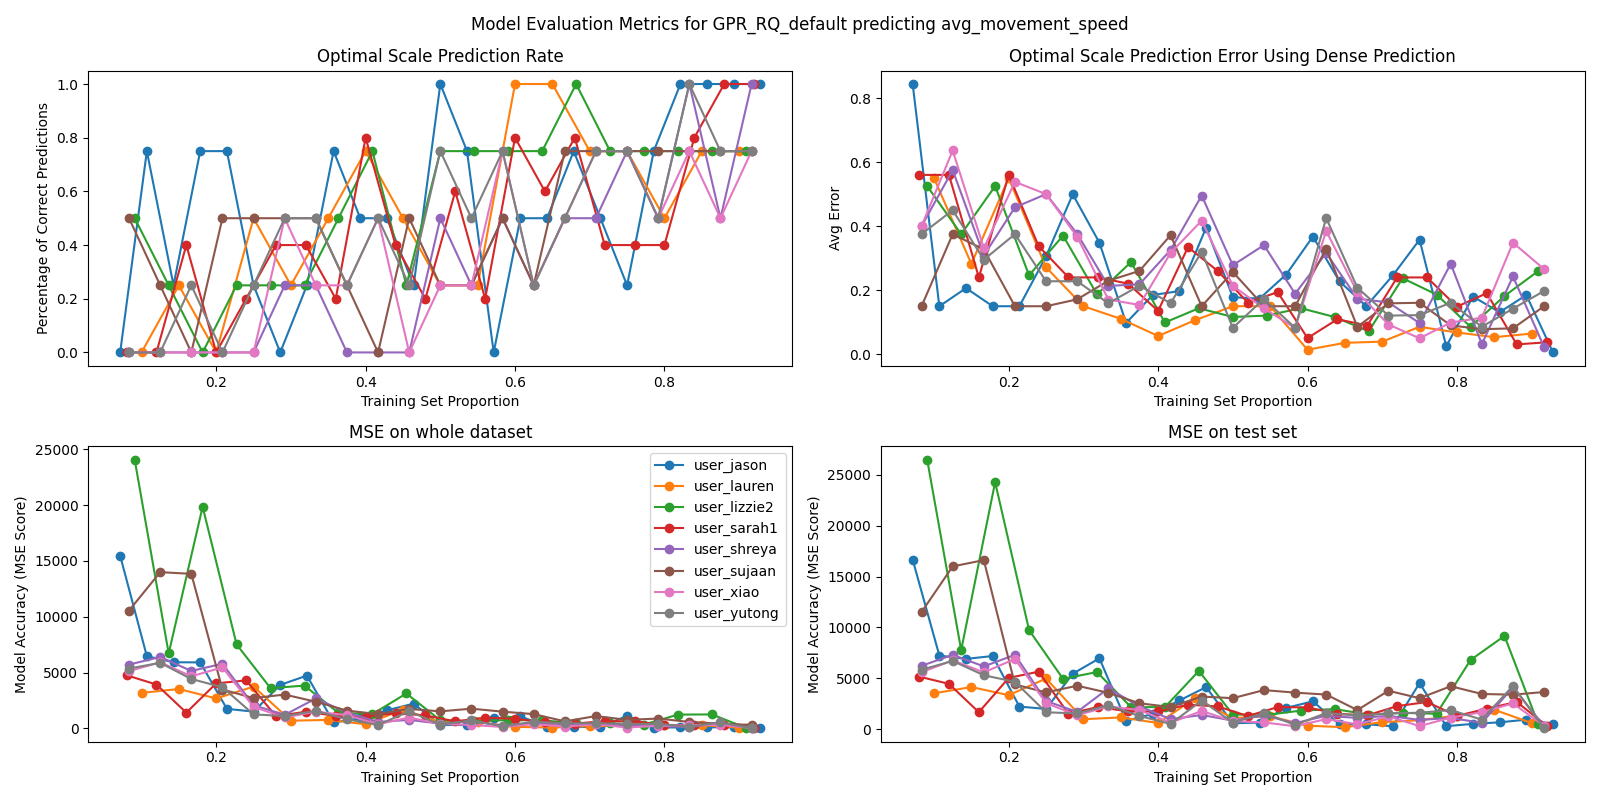 Model Evaluation Metrics for GPR_RQ_default predicting avg_movement_speed
Optimal Scale Prediction Rate
Percentage of Correct Predictions
1.0
0.8
0.6
0.4
0.2
0.0
0.2 0.4 0.6 0.8
Training Set Proportion
Optimal Scale Prediction Error Using Dense Prediction
Avg Error
0.8
0.6
0.4
0.2
0.0
0.2 0.4 0.6 0.8
Training Set Proportion
MSE on whole dataset
Model Accuracy (MSE Score)
25000
20000
15000
10000
5000
0
0.2 0.4 0.6 0.8
Training Set Proportion
user_jason
user_lauren
user_lizzie2
user_sarah1
user_shreya
user_sujaan
user_xiao
user_yutong
MSE on test set
Model Accuracy (MSE Score)
25000
20000
15000
10000
5000
0
0.2 0.4 0.6 0.8
Training Set Proportion